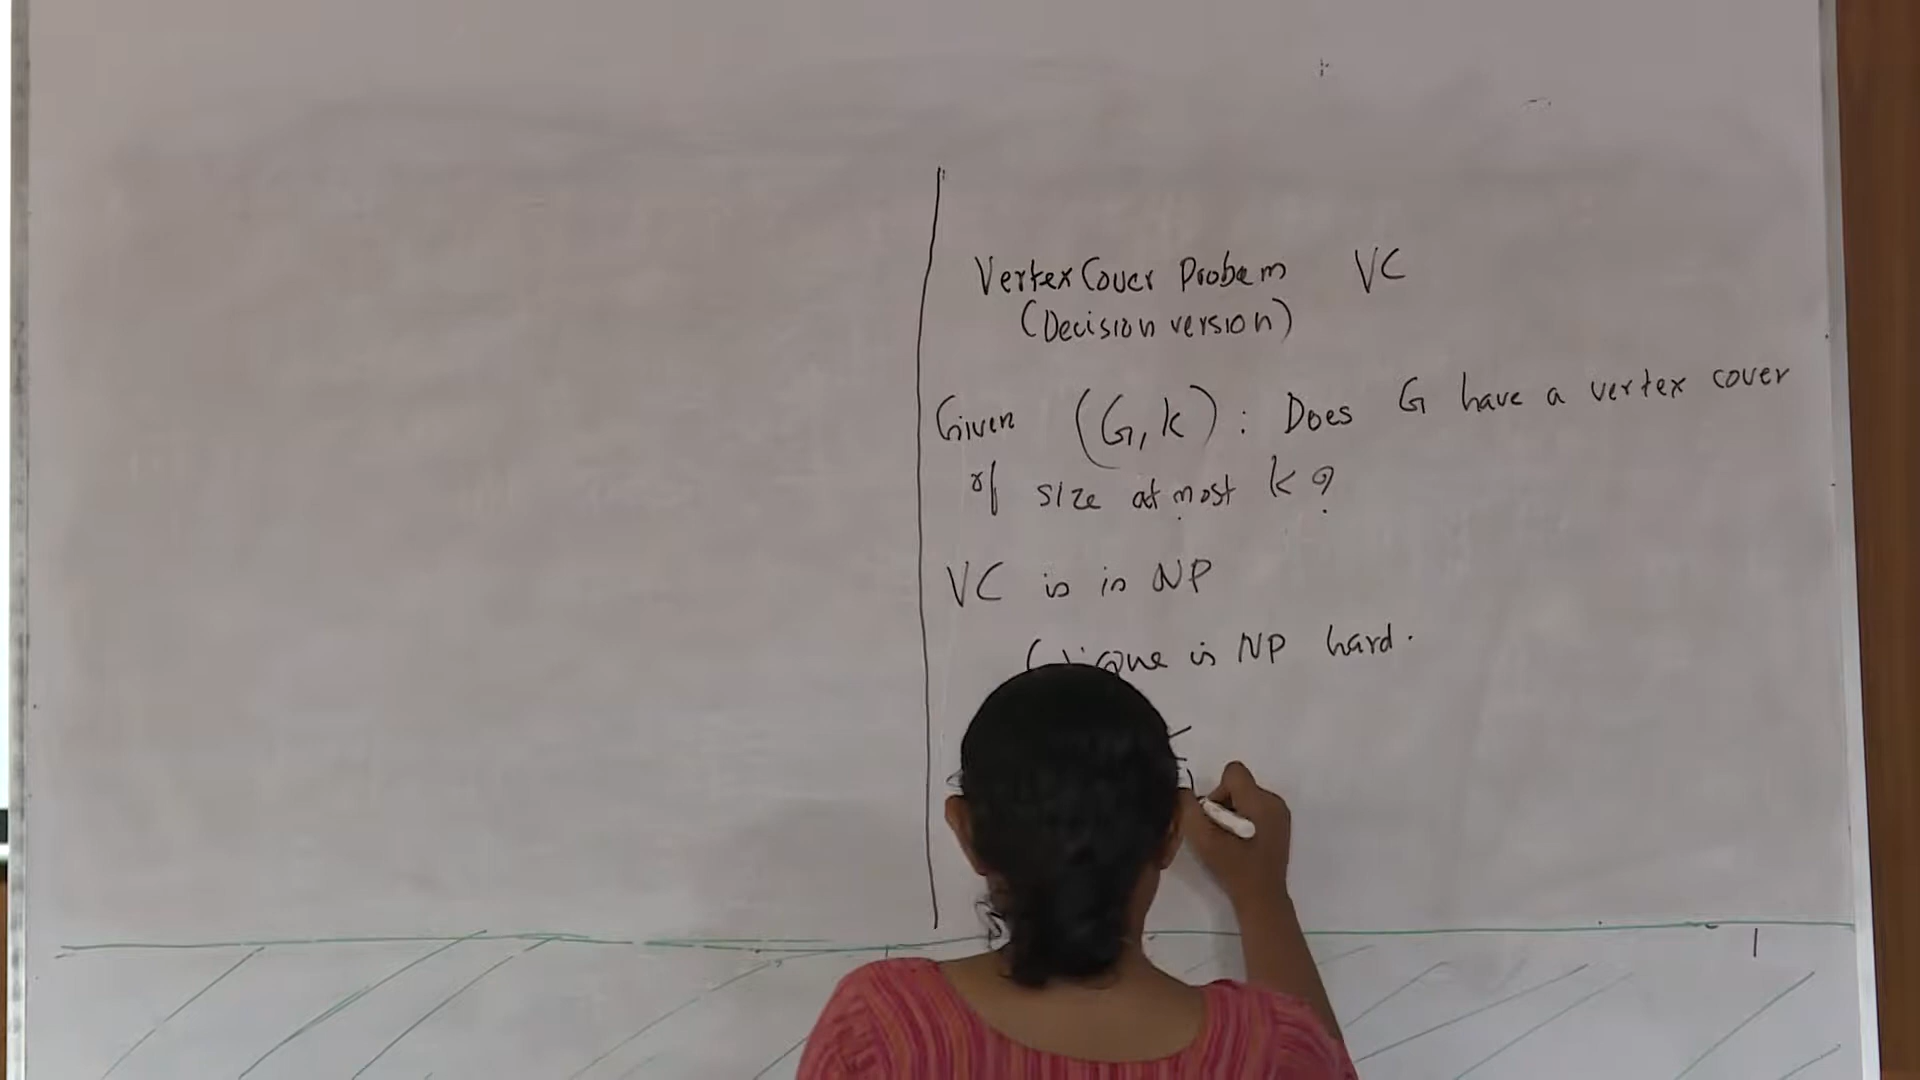 Vertex Cover Probem VC
(Decision version)
Given (G, k) : Does G have a vertex cover
of size at most k ?
VC is in NP
Clique is NP hard.